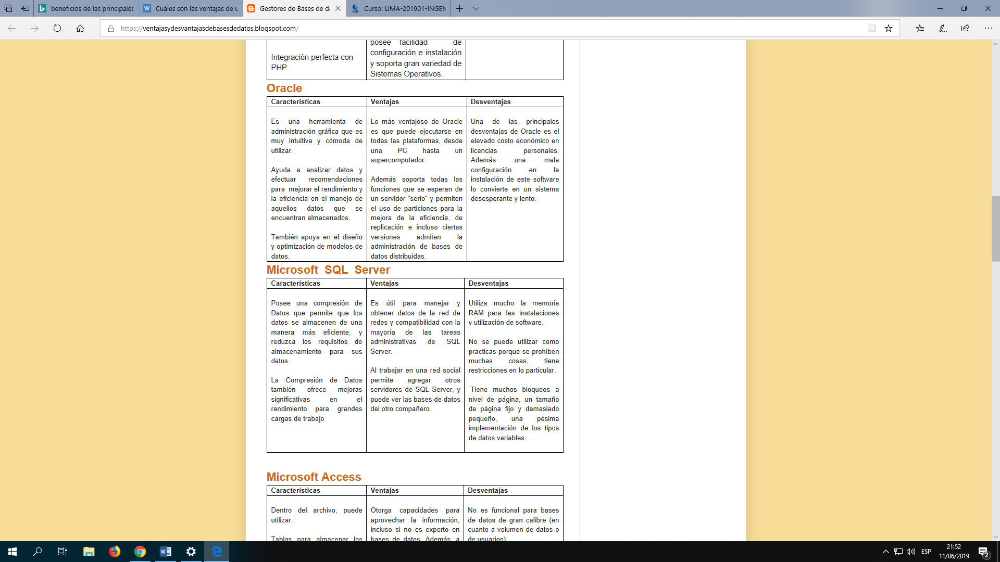 beneficios de las principales
Cuáles son las ventajas de u
Gestores de Bases de d
Curso: LIMA-201901-INGEN
https://ventajasydesventajasdebasesdedatos.blogspot.com/
Integración perfecta con
PHP.
posee facilidad de
configuración e instalación
y soporta gran variedad de
Sistemas Operativos.
Oracle
Características
Ventajas
Desventajas
Es una herramienta de
administración gráfica que es
muy intuitiva y cómoda de
utilizar.
Ayuda a analizar datos y
efectuar recomendaciones
para mejorar el rendimiento y
la eficiencia en el manejo de
aquellos datos que se
encuentran almacenados.
También apoya en el diseño
y optimización de modelos de
datos.
Lo más ventajoso de Oracle
es que puede ejecutarse en
todas las plataformas, desde
una PC hasta un
supercomputador.
Además soporta todas las
funciones que se esperan de
un servidor "serio" y permiten
el uso de particiones para la
mejora de la eficiencia, de
replicación e incluso ciertas
versiones admiten la
administración de bases de
datos distribuidas.
Una de las principales
desventajas de Oracle es el
elevado costo económico en
licencias personales.
Además una mala
configuración en la
instalación de este software
lo convierte en un sistema
desesperante y lento.
Microsoft SQL Server
Características
Ventajas
Desventajas
Posee una compresión de
Datos que permite que los
datos se almacenen de una
manera más eficiente, y
reduzca los requisitos de
almacenamiento para sus
datos.
La Compresión de Datos
también ofrece mejoras
significativas en el
rendimiento para grandes
cargas de trabajo
Es útil para manejar y
obtener datos de la red de
redes y compatibilidad con la
mayoría de las tareas
administrativas de SQL
Server.
Al trabajar en una red social
permite agregar otros
servidores de SQL Server, y
puede ver las bases de datos
del otro compañero.
Utiliza mucho la memoria
RAM para las instalaciones
y utilización de software.
No se puede utilizar como
practicas porque se prohíben
muchas cosas, tiene
restricciones en lo particular.
Tiene muchos bloqueos a
nivel de página, un tamaño
de página fijo y demasiado
pequeño, una pésima
implementación de los tipos
de datos variables.
Microsoft Access
Características
Ventajas
Desventajas
Dentro del archivo, puede
utilizar:
Tablas para almacenar los
Otorga capacidades para
aprovechar la información,
incluso si no es experto en
bases de datos. Además, a
No es funcional para bases
de datos de gran calibre (en
cuanto a volumen de datos o
de usuarios)
ESP
21:52
11/06/2019
2